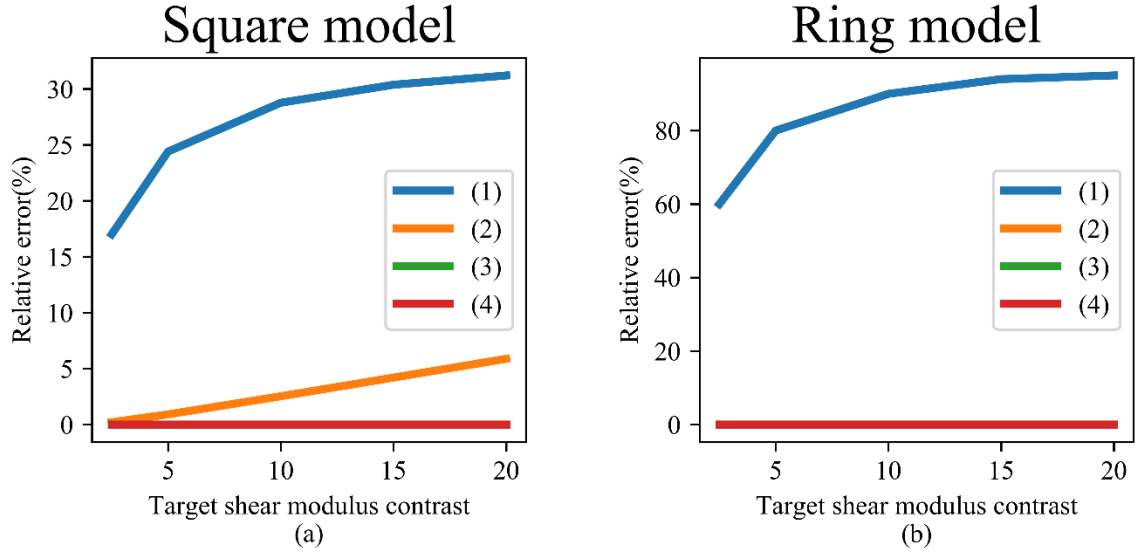 Square model
Relative error(%)
30
25
20
15
10
5
0
(1)
(2)
(3)
(4)
5 10 15 20
Target shear modulus contrast
(a)
Ring model
Relative error(%)
80
60
40
20
0
(1)
(2)
(3)
(4)
5 10 15 20
Target shear modulus contrast
(b)